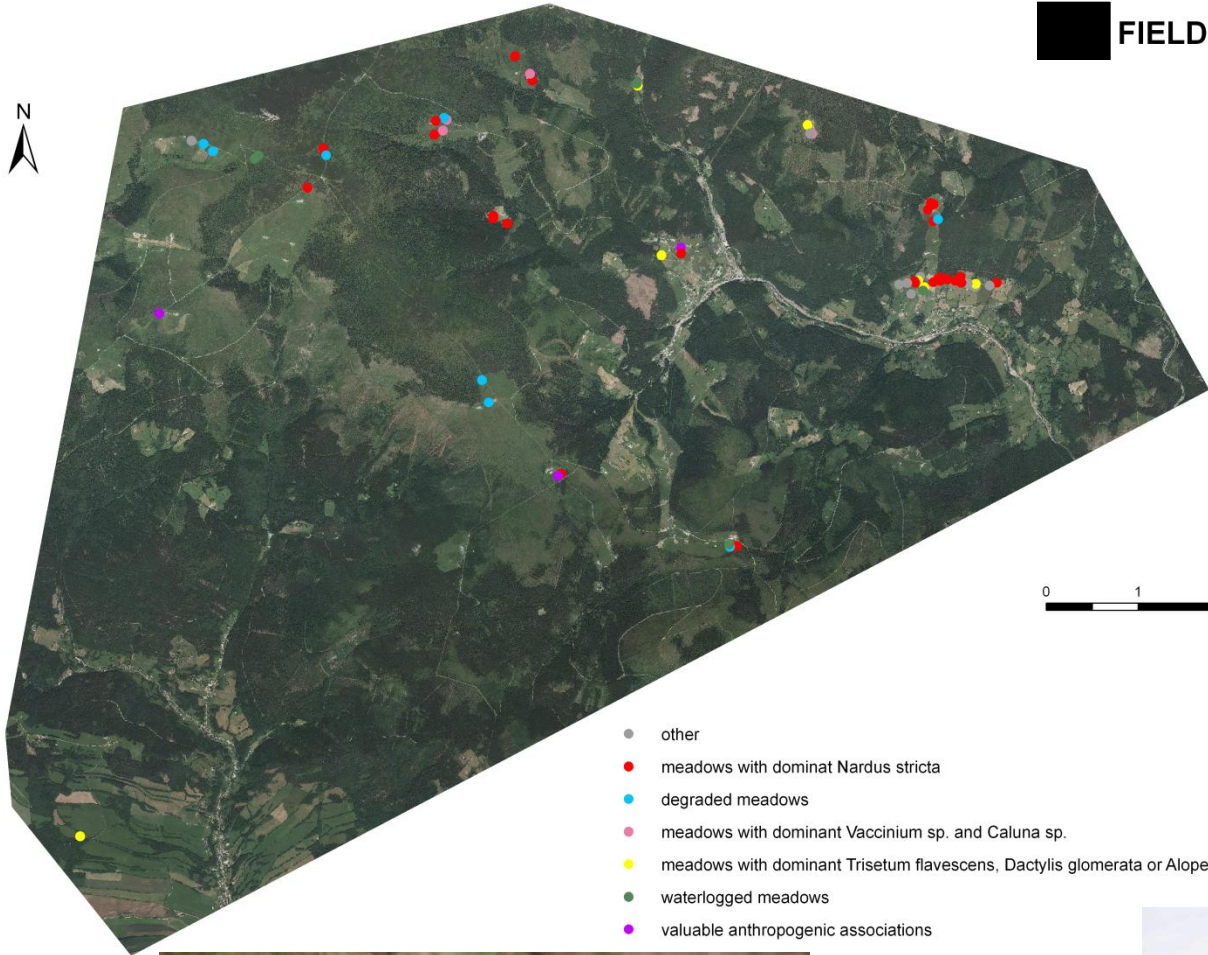 FIELD
N
0 1
other
meadows with dominat Nardus stricta
degraded meadows
meadows with dominant Vaccinium sp. and Caluna sp.
meadows with dominant Trisetum flavescens, Dactylis glomerata or Alope
waterlogged meadows
valuable anthropogenic associations